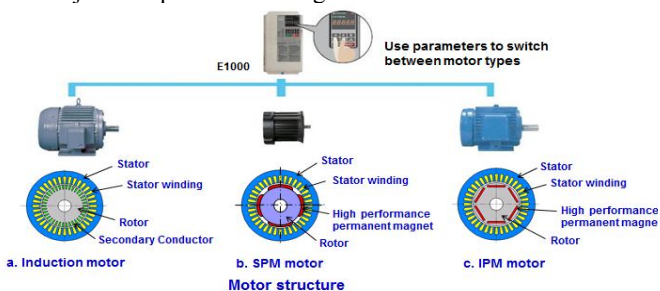 E1000
Use parameters to switch
between motor types
Stator
Stator winding
Rotor
Secondary Conductor
a. Induction motor
Stator
Stator winding
High performance
permanent magnet
Rotor
b. SPM motor
Stator
Stator winding
High performance
permanent magne
Rotor
c. IPM motor
Motor structure